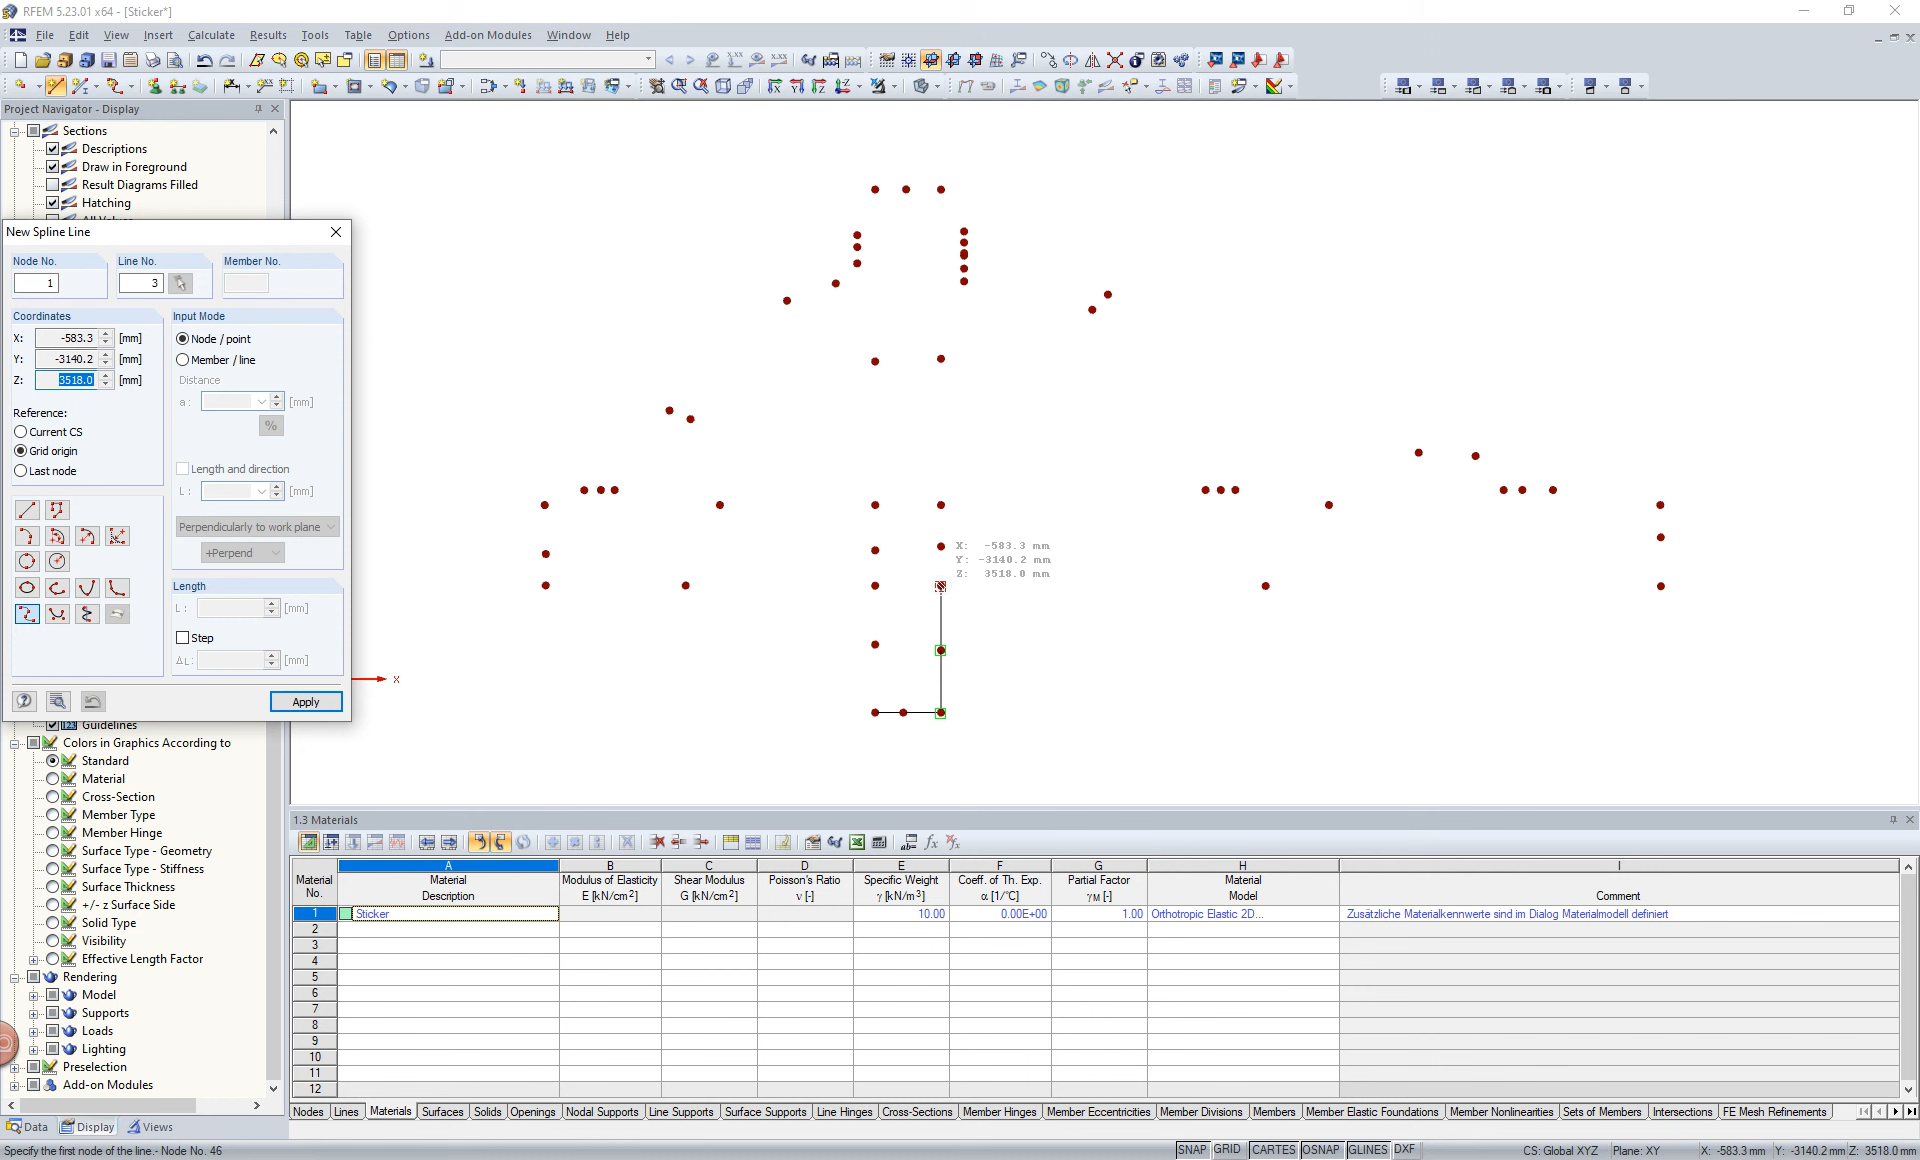 RFEM 5.23.01 x64 - [Sticker*]
File Edit View Insert Calculate Results Tools Table Options Add-on Modules Window Help
Project Navigator - Display
Sections
Descriptions
Draw in Foreground
Result Diagrams Filled
Hatching
New Spline Line
Node No. Line No. Member No.
1 3
Coordinates Input Mode
X: -583.3 [mm] Node / point
Y: -3140.2 [mm] Member / line
Z: 3518.0 [mm] Distance
a: [mm]
Reference: %
Current CS
Grid origin
Last node
Length and direction
L: [mm]
Perpendicularly to work plane
+Perpend
Length
L: [mm]
Step
ΔL: [mm]
Apply
X: -583.3 mm
Y: -3140.2 mm
Z: 3518.0 mm
x
Guidelines
Colors in Graphics According to
Standard
Material
Cross-Section
Member Type
Member Hinge
Surface Type - Geometry
Surface Type - Stiffness
Surface Thickness
+/- z Surface Side
Solid Type
Visibility
Effective Length Factor
Rendering
Model
Supports
Loads
Lighting
Preselection
Add-on Modules
Data Display Views
1.3 Materials
A B C D E F G H I
Material Material Modulus of Elasticity Shear Modulus Poisson's Ratio Specific Weight Coeff. of Th. Exp. Partial Factor Material
No. Description E [kN/cm²] G [kN/cm²] ν [-] γ [kN/m³] α [1/°C] γM [-] Model Comment
1 Sticker 10.00 0.00E+00 1.00 Orthotropic Elastic 2D... Zusätzliche Materialkennwerte sind im Dialog Materialmodell definiert
2
3
4
5
6
7
8
9
10
11
12
Nodes Lines Materials Surfaces Solids Openings Nodal Supports Line Supports Surface Supports Line Hinges Cross-Sections Member Hinges Member Eccentricities Member Divisions Members Member Elastic Foundations Member Nonlinearities Sets of Members Intersections FE Mesh Refinements
Specify the first node of the line.- Node No. 46 SNAP GRID CARTES OSNAP GLINES DXF CS: Global XYZ Plane: XY X: -583.3 mm Y: -3140.2 mm Z: 3518.0 mm